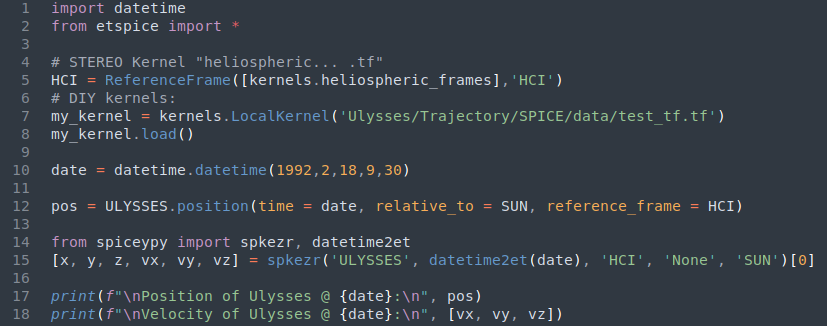 1 import datetime
2 from etspice import *
3
4 # STEREO Kernel "heliospheric... .tf"
5 HCI = ReferenceFrame([kernels.heliospheric_frames],'HCI')
6 # DIY kernels:
7 my_kernel = kernels.LocalKernel('Ulysses/Trajectory/SPICE/data/test_tf.tf')
8 my_kernel.load()
9
10 date = datetime.datetime(1992,2,18,9,30)
11
12 pos = ULYSSES.position(time = date, relative_to = SUN, reference_frame = HCI)
13
14 from spiceypy import spkezr, datetime2et
15 [x, y, z, vx, vy, vz] = spkezr('ULYSSES', datetime2et(date), 'HCI', 'None', 'SUN')[0]
16
17 print(f"\nPosition of Ulysses @ {date}:\n", pos)
18 print(f"\nVelocity of Ulysses @ {date}:\n", [vx, vy, vz])